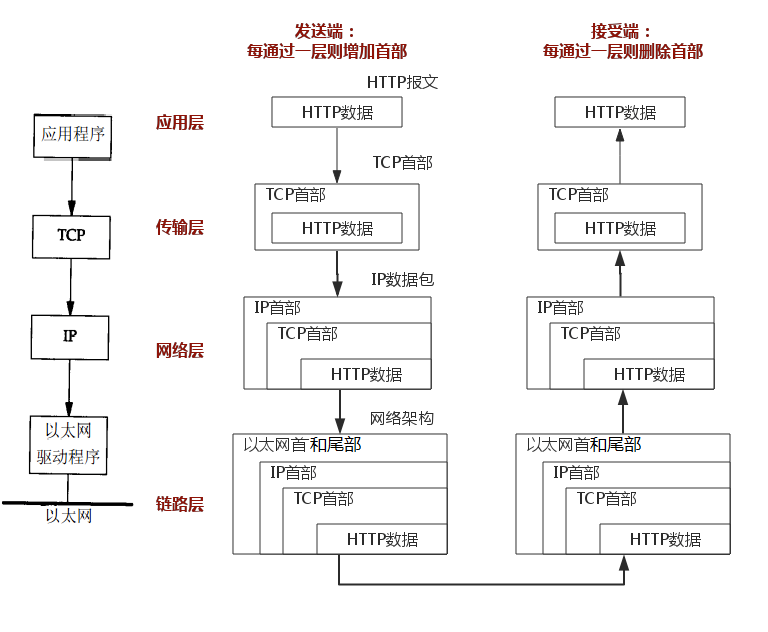 发送端：
每通过一层则增加首部
接受端：
每通过一层则删除首部
HTTP报文
应用程序
应用层
HTTP数据
HTTP数据
TCP首部
TCP
传输层
TCP首部
HTTP数据
TCP首部
HTTP数据
IP数据包
IP
网络层
IP首部
TCP首部
HTTP数据
IP首部
TCP首部
HTTP数据
网络架构
以太网
驱动程序
以太网
链路层
以太网首和尾部
IP首部
TCP首部
HTTP数据
以太网首和尾部
IP首部
TCP首部
HTTP数据